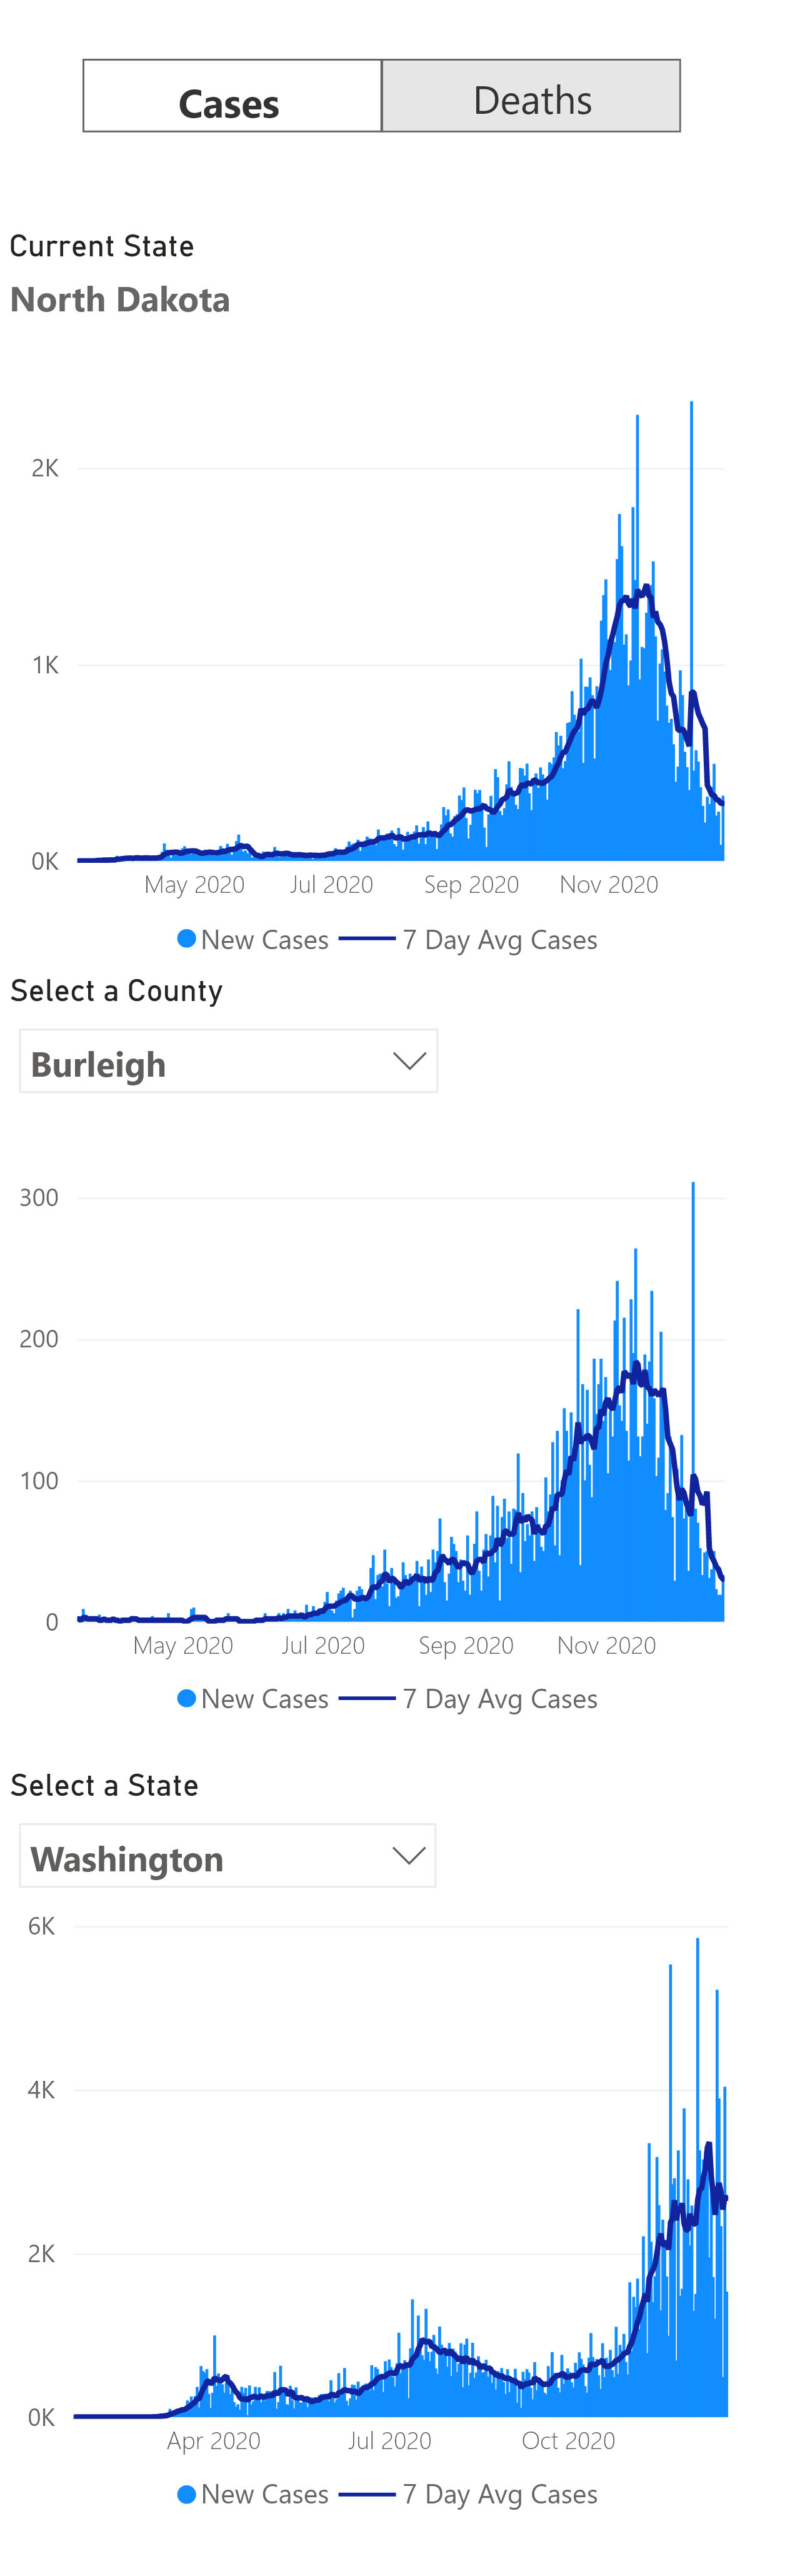 Cases Deaths
Current State
North Dakota
2K
1K
0K
May 2020 Jul 2020 Sep 2020 Nov 2020
New Cases 7 Day Avg Cases
Select a County
Burleigh
300
200
100
0
May 2020 Jul 2020 Sep 2020 Nov 2020
New Cases 7 Day Avg Cases
Select a State
Washington
6K
4K
2K
0K
Apr 2020 Jul 2020 Oct 2020
New Cases 7 Day Avg Cases